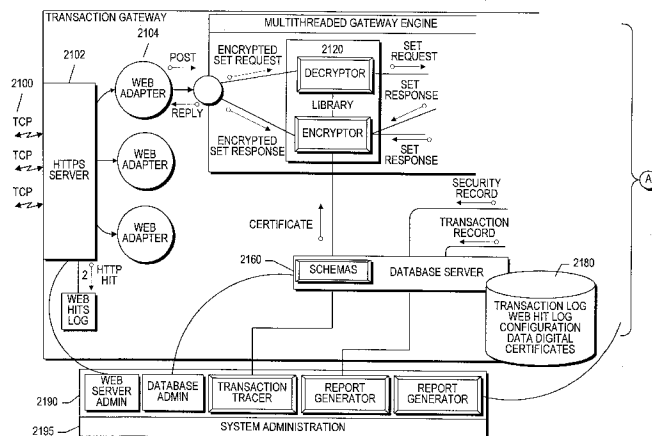 TRANSACTION GATEWAY
MULTITHREADED GATEWAY ENGINE
2104
2102
2100
TCP
TCP
TCP
HTTPS
SERVER
WEB
ADAPTER
WEB
ADAPTER
WEB
ADAPTER
POST
REPLY
ENCRYPTED
SET REQUEST
ENCRYPTED
SET RESPONSE
2120
DECRYPTOR
LIBRARY
ENCRYPTOR
SET
REQUEST
SET
RESPONSE
SET
RESPONSE
A
SECURITY
RECORD
TRANSACTION
RECORD
CERTIFICATE
2160
SCHEMAS
DATABASE SERVER
2180
TRANSACTION LOG
WEB HIT LOG
CONFIGURATION
DATA DIGITAL
CERTIFICATES
2
HTTP
HIT
WEB
HITS
LOG
2190
WEB
SERVER
ADMIN
DATABASE
ADMIN
TRANSACTION
TRACER
REPORT
GENERATOR
REPORT
GENERATOR
2195
SYSTEM ADMINISTRATION